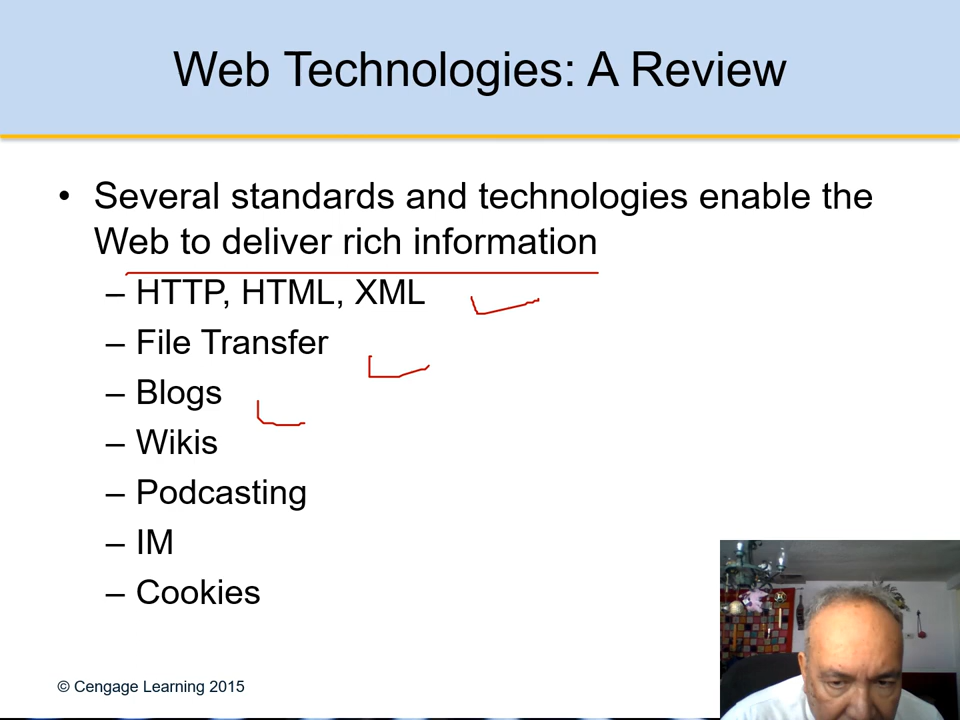 Web Technologies: A Review
• Several standards and technologies enable the
Web to deliver rich information
– HTTP, HTML, XML
– File Transfer
– Blogs
– Wikis
– Podcasting
– IM
– Cookies
© Cengage Learning 2015